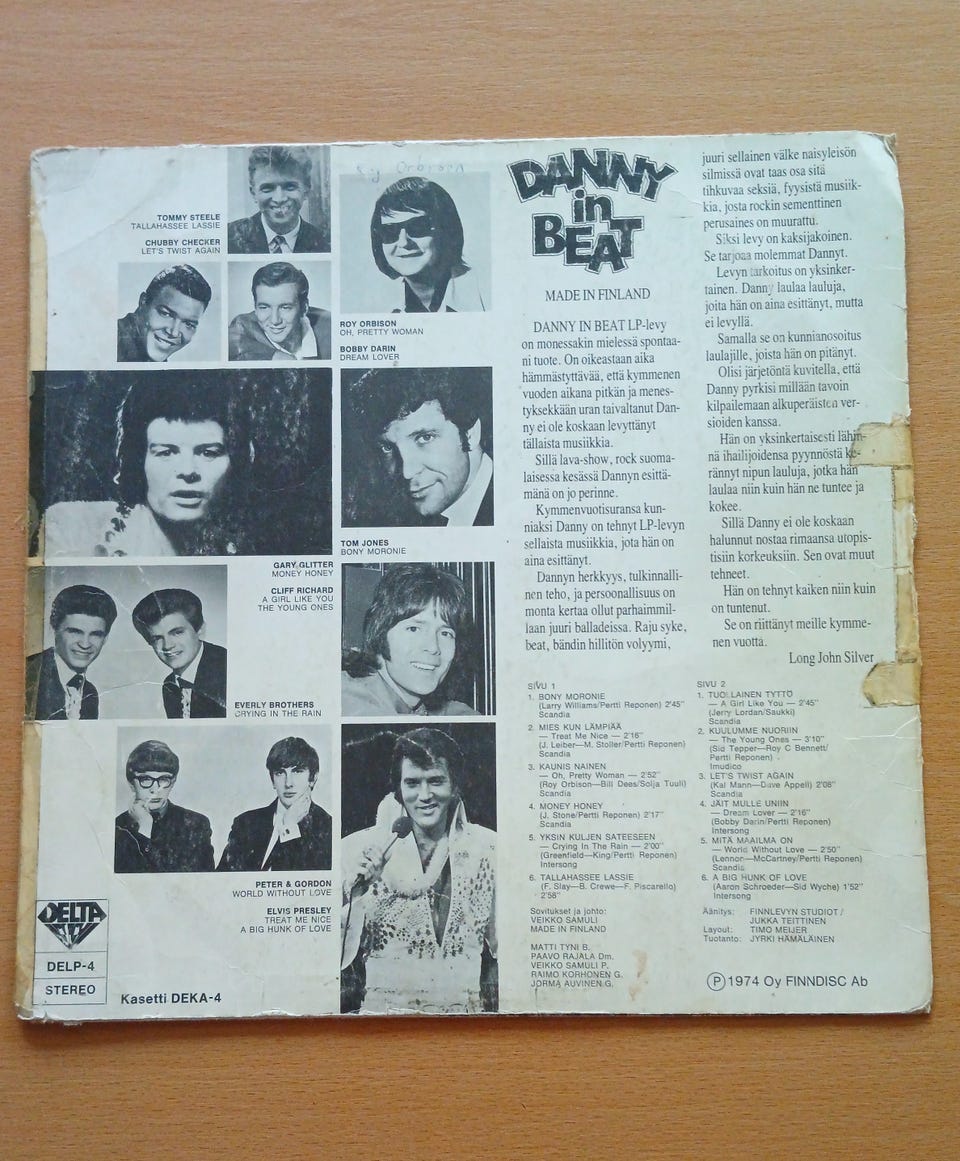 Roy Orbison
TOMMY STEELE
TALLAHASSEE LASSIE
CHUBBY CHECKER
LET'S TWIST AGAIN
ROY ORBISON
OH, PRETTY WOMAN
BOBBY DARIN
DREAM LOVER
TOM JONES
BONY MORONIE
GARY GLITTER
MONEY HONEY
CLIFF RICHARD
A GIRL LIKE YOU
THE YOUNG ONES
EVERLY BROTHERS
CRYING IN THE RAIN
PETER & GORDON
WORLD WITHOUT LOVE
ELVIS PRESLEY
TREAT ME NICE
A BIG HUNK OF LOVE
DELTA
DELP-4
STEREO
Kasetti DEKA-4
DANNY
in
BEAT
MADE IN FINLAND
DANNY IN BEAT LP-levy
on monessakin mielessä spontaa-
ni tuote. On oikeastaan aika
hämmästyttävää, että kymmenen
vuoden aikana pitkän ja menes-
tyksekkään uran taivaltanut Dan-
ny ei ole koskaan levyttänyt
tällaista musiikkia.
Sillä lava-show, rock suoma-
laisessa kesässä Dannyn esittä-
mänä on jo perinne.
Kymmenvuotisuransa kun-
niaksi Danny on tehnyt LP-levyn
sellaista musiikkia, jota hän on
aina esittänyt.
Dannyn herkkyys, tulkinnalli-
nen teho, ja persoonallisuus on
monta kertaa ollut parhaimmil-
laan juuri balladeissa. Raju syke,
beat, bändin hillitön volyymi,
juuri sellainen välke naisyleisön
silmissä ovat taas osa sitä
tihkuvaa seksiä, fyysistä musiik-
kia, josta rockin sementtinen
perusaines on muurattu.
Siksi levy on kaksijakoinen.
Se tarjoaa molemmat Dannyt.
Levyn tarkoitus on yksinker-
tainen. Danny laulaa lauluja,
joita hän on aina esittänyt, mutta
ei levyllä.
Samalla se on kunnianosoitus
laulajille, joista hän on pitänyt.
Olisi järjetöntä kuvitella, että
Danny pyrkisi millään tavoin
kilpailemaan alkuperäisten ver-
sioiden kanssa.
Hän on yksinkertaisesti lähin-
nä ihailijoidensa pyynnöstä ke-
rännyt nipun lauluja, jotka hän
laulaa niin kuin hän ne tuntee ja
kokee.
Sillä Danny ei ole koskaan
halunnut nostaa rimaansa utopis-
tisiin korkeuksiin. Sen ovat muut
tehneet.
Hän on tehnyt kaiken niin kuin
on tuntenut.
Se on riittänyt meille kymme-
nen vuotta.
Long John Silver
SIVU 1
1. BONY MORONIE
(Larry Williams/Pertti Reponen) 2'45"
Scandia
2. MIES KUN LÄMPIÄÄ
— Treat Me Nice — 2'16"
(J. Leiber—M. Stoller/Pertti Reponen)
Scandia
3. KAUNIS NAINEN
— Oh, Pretty Woman — 2'52"
(Roy Orbison—Bill Dees/Solja Tuuli)
Scandia
4. MONEY HONEY
(J. Stone/Pertti Reponen) 2'17"
Scandia
5. YKSIN KULJEN SATEESEEN
— Crying In The Rain — 2'00"
(Greenfield—King/Pertti Reponen)
Intersong
6. TALLAHASSEE LASSIE
(F. Slay—B. Crewe—F. Piscarello)
2'58"
Sovitukset ja johto:
VEIKKO SAMULI
MADE IN FINLAND
MATTI TYNI B.
PAAVO RAJALA Dm.
VEIKKO SAMULI P.
RAIMO KORHONEN G.
JORMA AUVINEN G.
SIVU 2
1. TUOLLAINEN TYTTÖ
— A Girl Like You — 2'45"
(Jerry Lordan/Saukki)
Scandia
2. KUULUMME NUORIIN
— The Young Ones — 3'10"
(Sid Tepper—Roy C Bennett/
Pertti Reponen)
Imudico
3. LET'S TWIST AGAIN
(Kal Mann—Dave Appell) 2'08"
Scandia
4. JÄIT MULLE UNIIN
— Dream Lover — 2'16"
(Bobby Darin/Pertti Reponen)
Intersong
5. MITÄ MAAILMA ON
— World Without Love — 2'50"
(Lennon—McCartney/Pertti Reponen)
Scandia
6. A BIG HUNK OF LOVE
(Aaron Schroeder—Sid Wyche) 1'52"
Intersong
Äänitys: FINNLEVYN STUDIOT /
JUKKA TEITTINEN
Layout: TIMO MEIJER
Tuotanto: JYRKI HÄMÄLÄINEN
Ⓟ 1974 Oy FINNDISC Ab